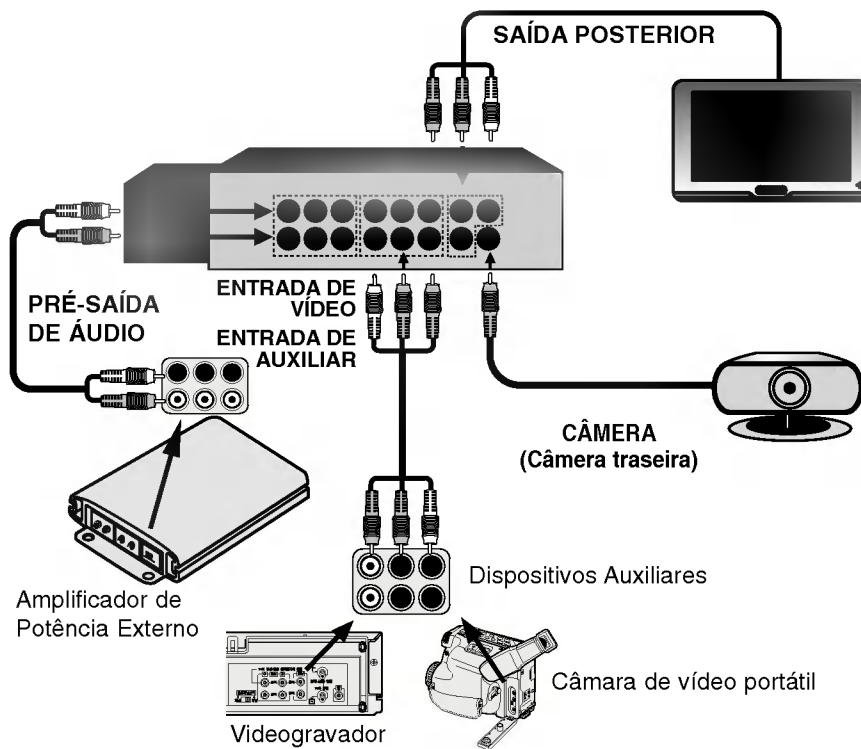 SAÍDA POSTERIOR
PRÉ-SAÍDA
DE ÁUDIO
ENTRADA DE
VÍDEO
ENTRADA DE
AUXILIAR
CÂMERA
(Câmera traseira)
Amplificador de
Potência Externo
Dispositivos Auxiliares
Câmara de vídeo portátil
Videogravador